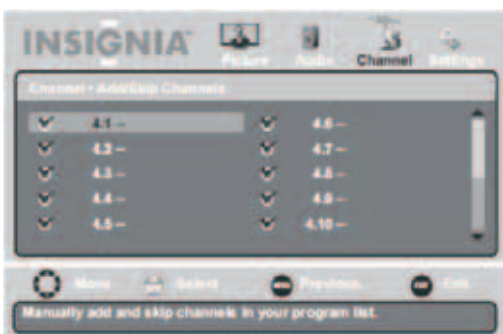 INSIGNIA
Picture Audio Channel Settings
Channel • Add/Skip Channels
4.1 -- 4.6 --
4.2 -- 4.7 --
4.3 -- 4.8 --
4.4 -- 4.9 --
4.5 -- 4.10 --
Move Select MENU Previous EXIT Exit
Manually add and skip channels in your program list.